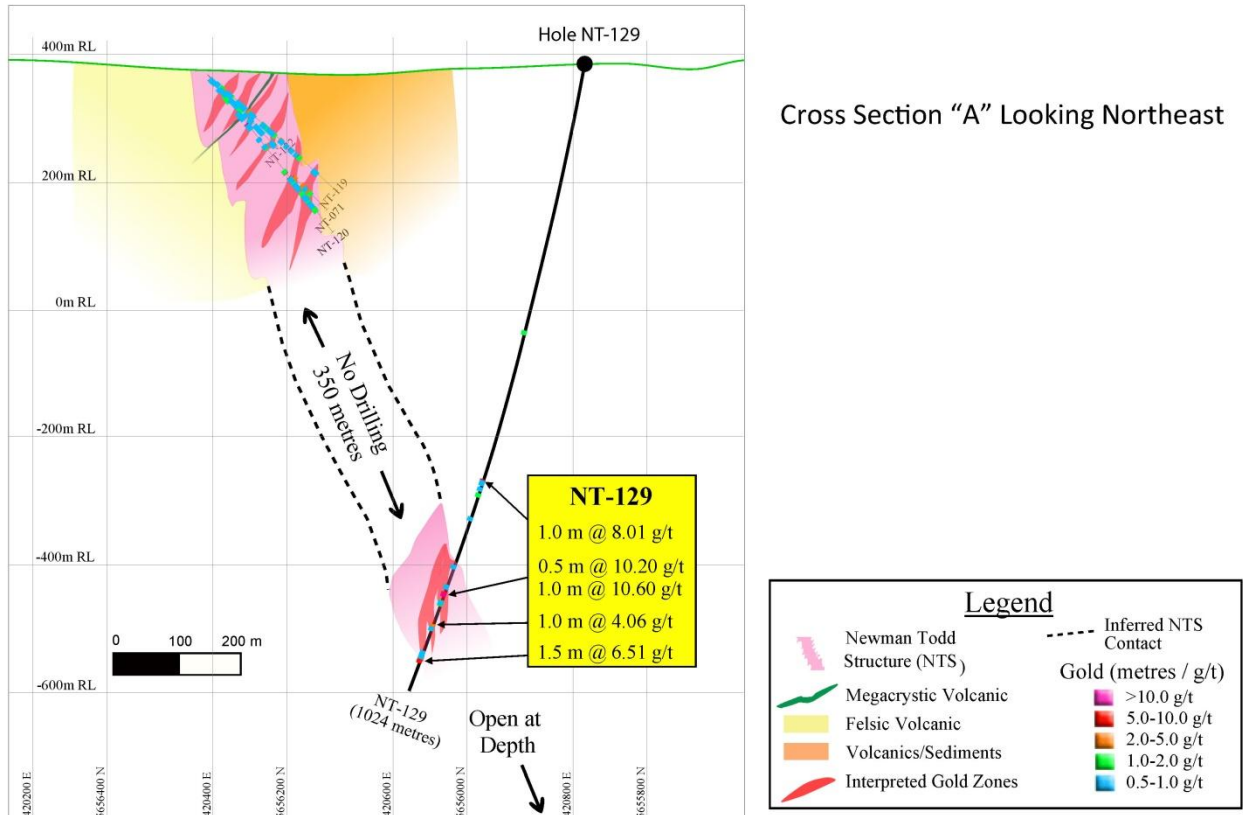 Hole NT-129
400m RL
Cross Section "A" Looking Northeast
200m RL
NT-119
NT-071
NT-120
0m RL
No Drilling
350 metres
-200m RL
NT-129
1.0 m @ 8.01 g/t
0.5 m @ 10.20 g/t
1.0 m @ 10.60 g/t
1.0 m @ 4.06 g/t
1.5 m @ 6.51 g/t
-400m RL
0 100 200 m
-600m RL
NT-129
(1024 metres)
Open at
Depth
420200 E
5656400 N
420400 E
5656200 N
420600 E
5656000 N
420800 E
5655800 N
Legend
Newman Todd
Structure (NTS)
Megacrystic Volcanic
Felsic Volcanic
Volcanics/Sediments
Interpreted Gold Zones
Inferred NTS
Contact
Gold (metres / g/t)
>10.0 g/t
5.0-10.0 g/t
2.0-5.0 g/t
1.0-2.0 g/t
0.5-1.0 g/t